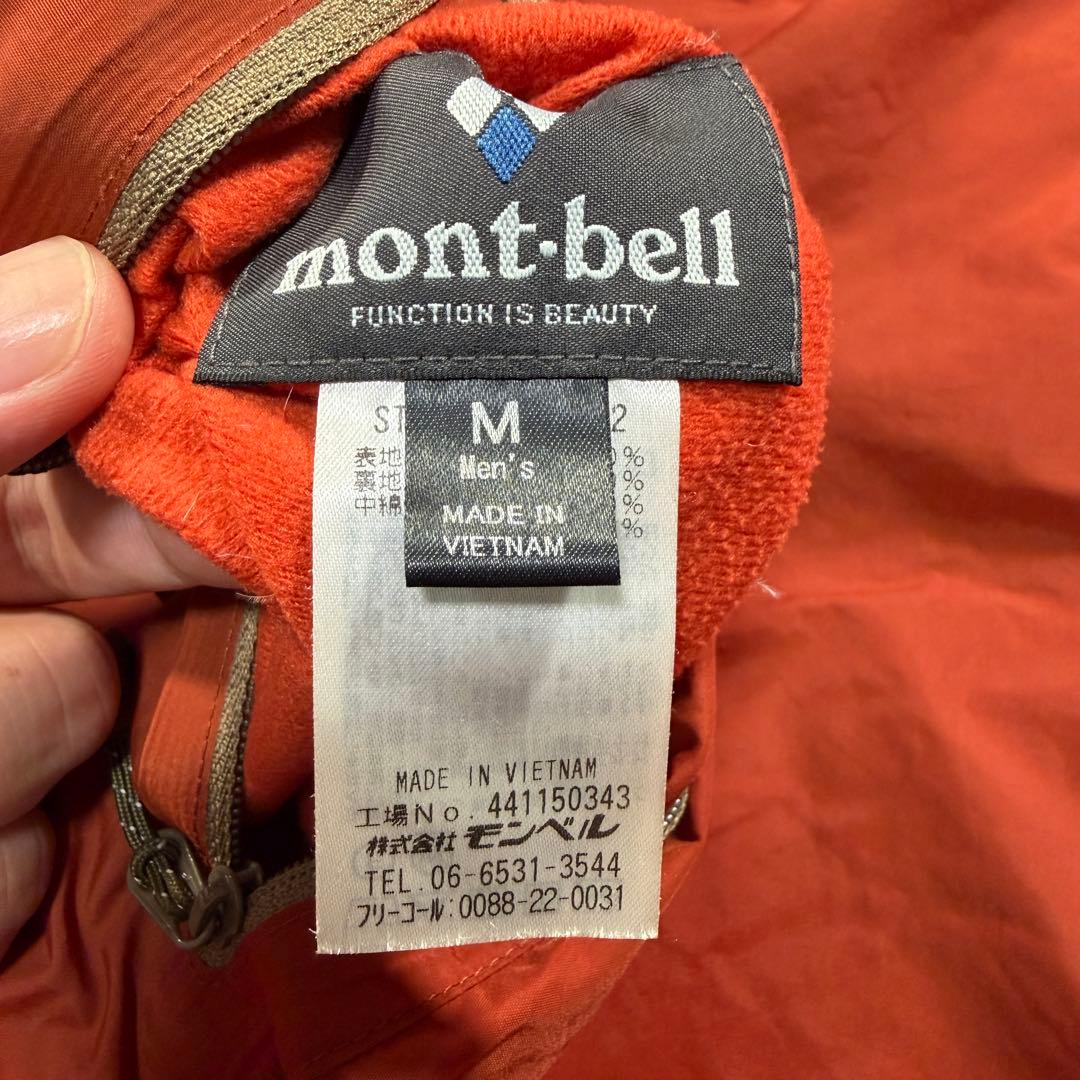 mont·bell
FUNCTION IS BEAUTY
M
Men's
MADE IN
VIETNAM
ST 2
表地 %
裏地 %
中綿 %
%
MADE IN VIETNAM
工場No. 441150343
株式会社 モンベル
TEL.06-6531-3544
フリーコール:0088-22-0031